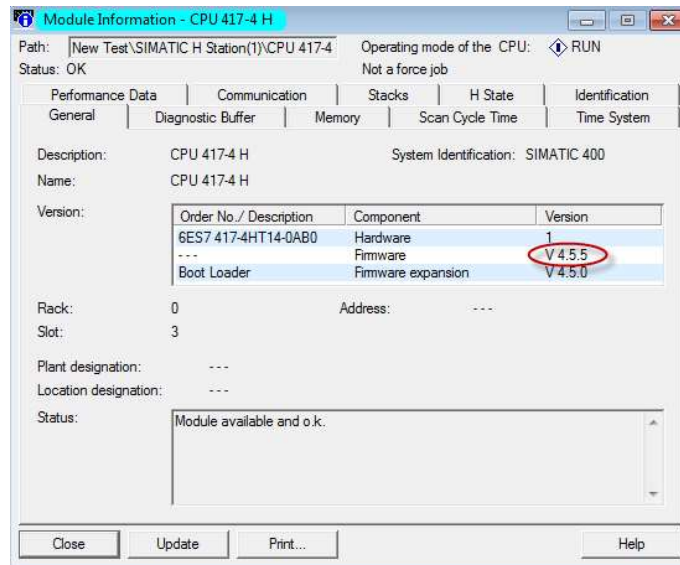 Module Information - CPU 417-4 H
Path: New Test\SIMATIC H Station(1)\CPU 417-4 Operating mode of the CPU: RUN
Status: OK Not a force job
Performance Data Communication Stacks H State Identification
General Diagnostic Buffer Memory Scan Cycle Time Time System
Description: CPU 417-4 H System Identification: SIMATIC 400
Name: CPU 417-4 H
Version: Order No./ Description Component Version
6ES7 417-4HT14-0AB0 Hardware 1
- - - Firmware V 4.5.5
Boot Loader Firmware expansion V 4.5.0
Rack: 0 Address: - - -
Slot: 3
Plant designation: - - -
Location designation: - - -
Status: Module available and o.k.
Close Update Print... Help